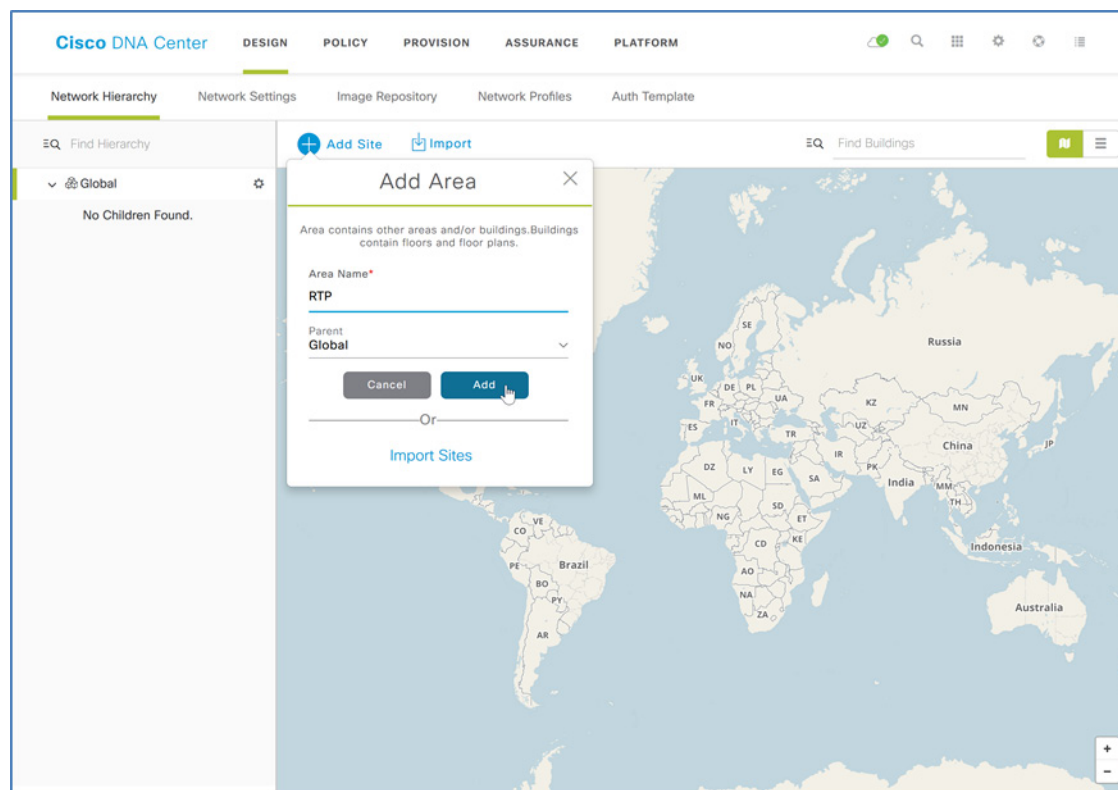 Cisco DNA Center DESIGN POLICY PROVISION ASSURANCE PLATFORM
Network Hierarchy Network Settings Image Repository Network Profiles Auth Template
Find Hierarchy
Add Site Import
Find Buildings
Global
No Children Found.
Add Area
Area contains other areas and/or buildings.Buildings
contain floors and floor plans.
Area Name*
RTP
Parent
Global
Cancel Add
Or
Import Sites
SE
NO
Russia
UK
DE PL
FR
UA
KZ
MN
ES
IT
TR
UZ
China
JP
DZ
LY
EG
SA
IR
PK
India
MM
TH
ML
NG
SD
ET
VE
CO
CD
KE
Indonesia
PE
Brazil
BO
AO
PY
NA
ZA
Australia
AR
ST
+
−